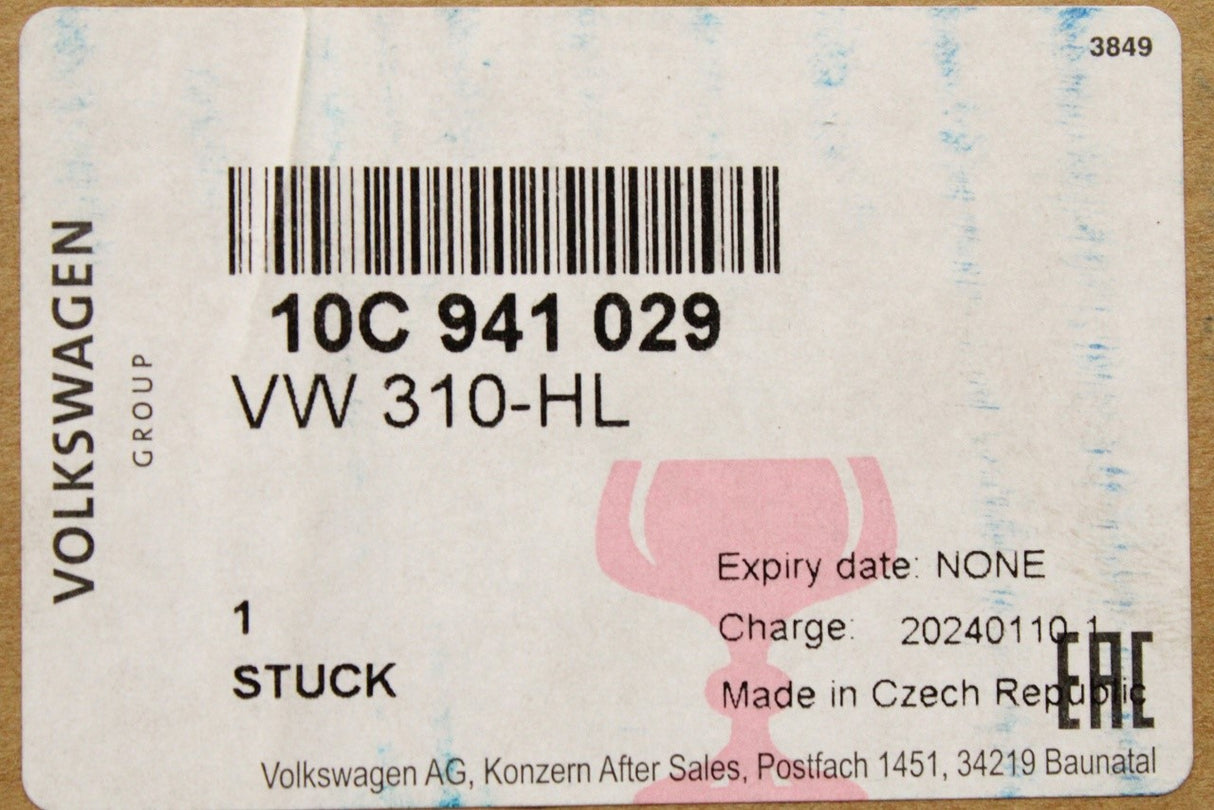 3849
VOLKSWAGEN
GROUP
10C 941 029
VW 310-HL
Expiry date: NONE
1
Charge: 20240110 1
STUCK
Made in Czech Republic
EAC
Volkswagen AG, Konzern After Sales, Postfach 1451, 34219 Baunatal